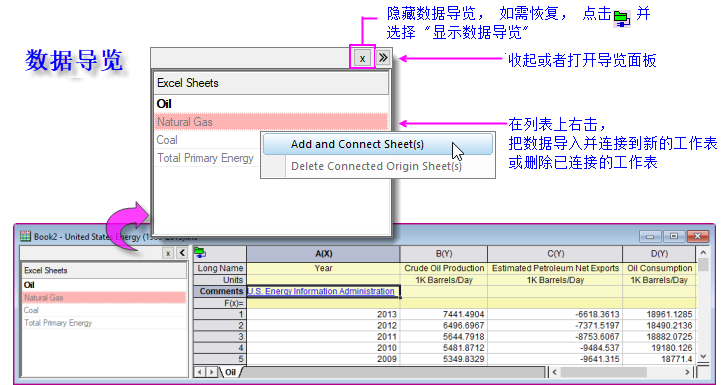 隐藏数据导览， 如需恢复， 点击 并
选择 "显示数据导览"
数据导览
x
收起或者打开导览面板
Excel Sheets
Oil
Natural Gas
Coal
Total Primary Energy
Add and Connect Sheet(s)
Delete Connected Origin Sheet(s)
在列表上右击，
把数据导入并连接到新的工作表
或删除已连接的工作表
Book2 - United States Energy
x
Excel Sheets
Oil
Natural Gas
Coal
Total Primary Energy
A(X) B(Y) C(Y) D(Y)
Long Name Year Crude Oil Production Estimated Petroleum Net Exports Oil Consumption
Units 1K Barrels/Day 1K Barrels/Day 1K Barrels/Day
Comments U.S. Energy Information Administration
F(x)=
1 2013 7441.4904 -6618.3613 18961.1285
2 2012 6496.6967 -7371.5197 18490.2136
3 2011 5644.7918 -8753.6067 18882.0725
4 2010 5481.8712 -9484.537 19180.126
5 2009 5349.8329 -9641.315 18771.4
Oil